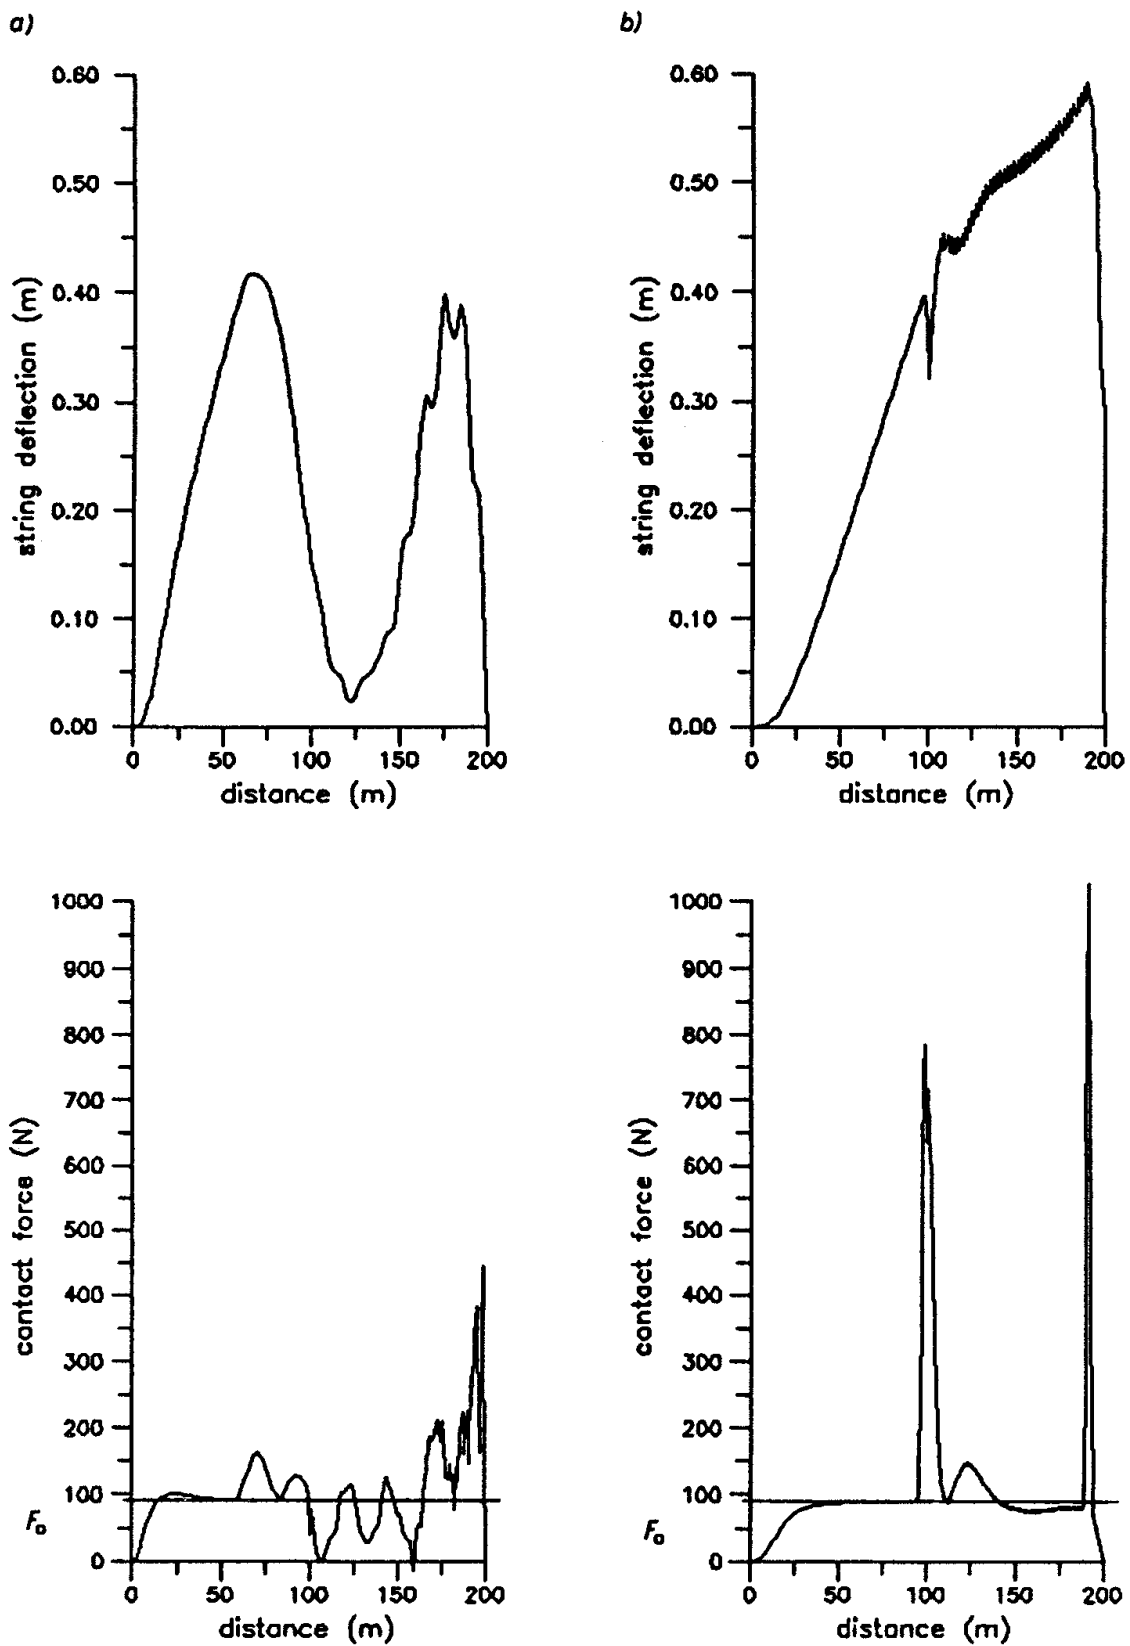 a)
0.60
0.50
0.40
0.30
0.20
0.10
0.00
string deflection (m)
0 50 100 150 200
distance (m)
b)
0.60
0.50
0.40
0.30
0.20
0.10
0.00
string deflection (m)
0 50 100 150 200
distance (m)
1000
900
800
700
600
500
400
300
200
100
F₀
0
contact force (N)
0 50 100 150 200
distance (m)
1000
900
800
700
600
500
400
300
200
100
F₀
0
contact force (N)
0 50 100 150 200
distance (m)